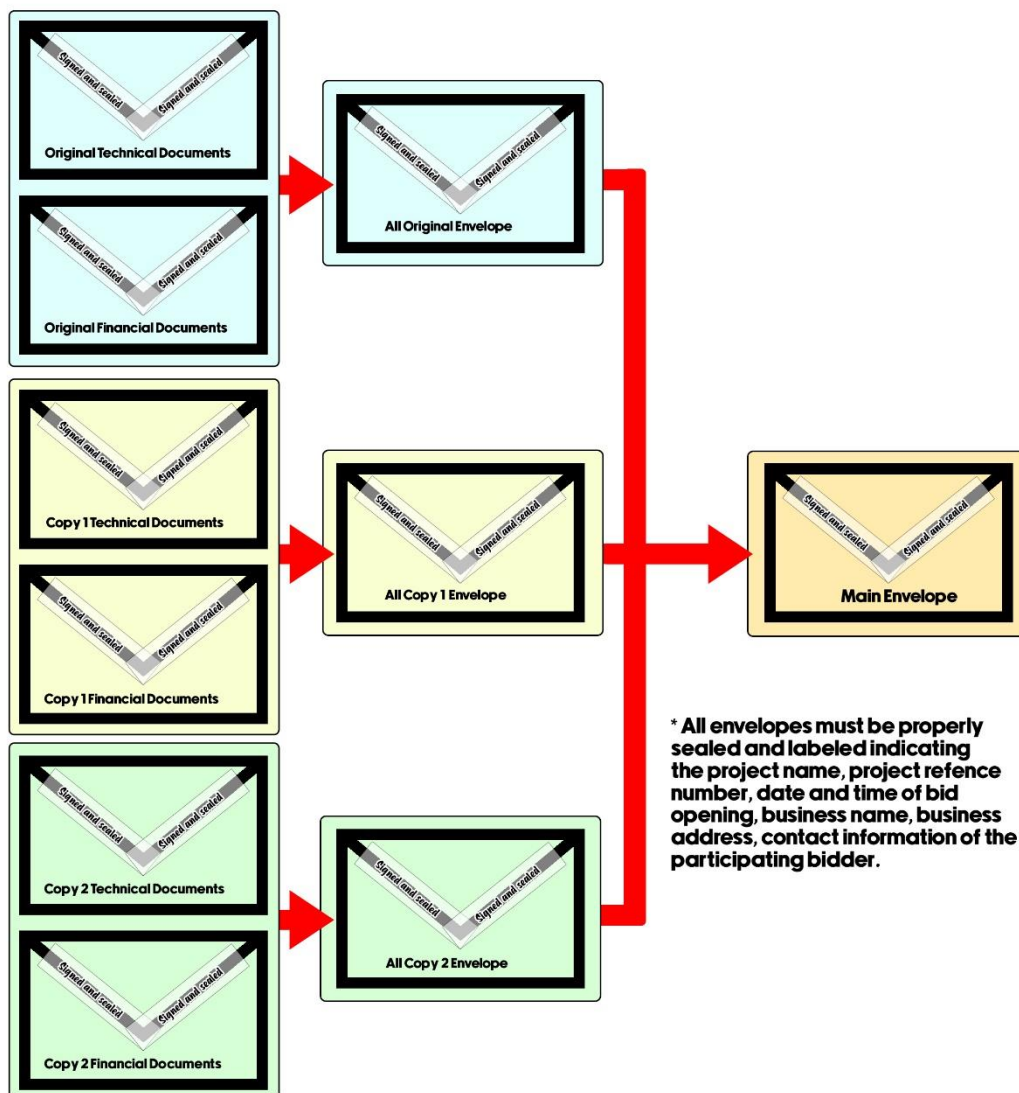 Signed and sealed
Signed and sealed
Original Technical Documents
Signed and sealed
Signed and sealed
Original Financial Documents
Signed and sealed
Signed and sealed
All Original Envelope
Signed and sealed
Signed and sealed
Copy 1 Technical Documents
Signed and sealed
Signed and sealed
Copy 1 Financial Documents
Signed and sealed
Signed and sealed
All Copy 1 Envelope
Signed and sealed
Signed and sealed
Main Envelope
Signed and sealed
Signed and sealed
Copy 2 Technical Documents
Signed and sealed
Signed and sealed
Copy 2 Financial Documents
Signed and sealed
Signed and sealed
All Copy 2 Envelope
* All envelopes must be properly
sealed and labeled indicating
the project name, project refence
number, date and time of bid
opening, business name, business
address, contact information of the
participating bidder.